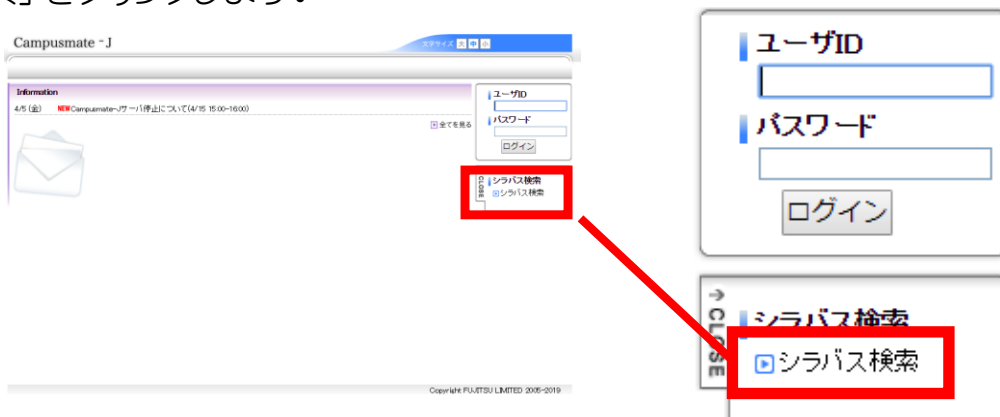 」をクリックします。
Campusmate-J
文字サイズ 大 中 小
Information
4/5 (金) NEW Campusmate-Jサーバ停止について(4/15 15:00-16:00)
全てを見る
ユーザID
パスワード
ログイン
CLOSE
シラバス検索
シラバス検索
Copyright FUJITSU LIMITED 2005-2019
ユーザID
パスワード
ログイン
CLOSE
シラバス検索
シラバス検索